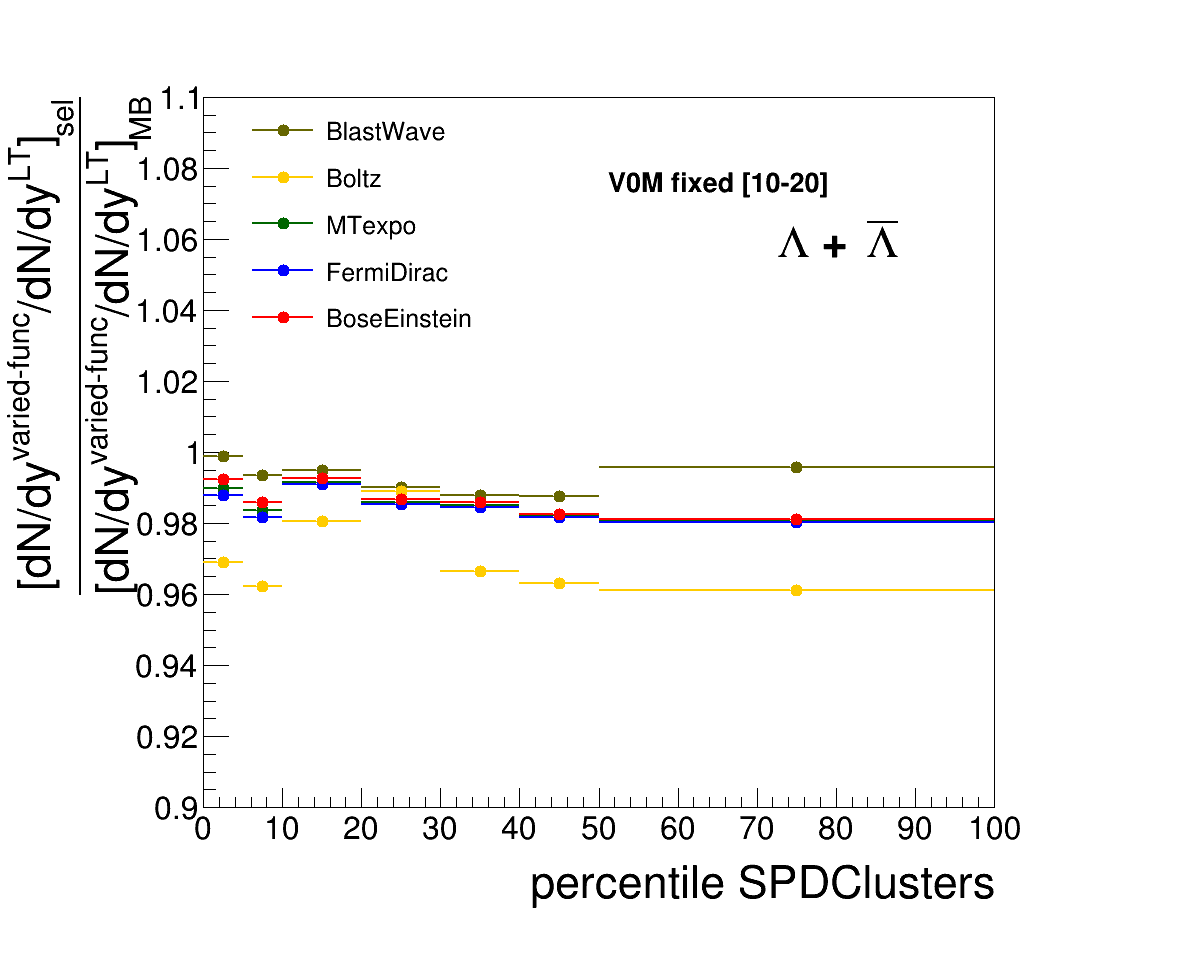 [dN/dy^varied-func/dN/dy^LT]_sel
[dN/dy^varied-func/dN/dy^LT]_MB
1.1
1.08
1.06
1.04
1.02
1
0.98
0.96
0.94
0.92
0.9
BlastWave
Boltz
MTexpo
FermiDirac
BoseEinstein
V0M fixed [10-20]
Λ + Λ̅
0 10 20 30 40 50 60 70 80 90 100
percentile SPDClusters